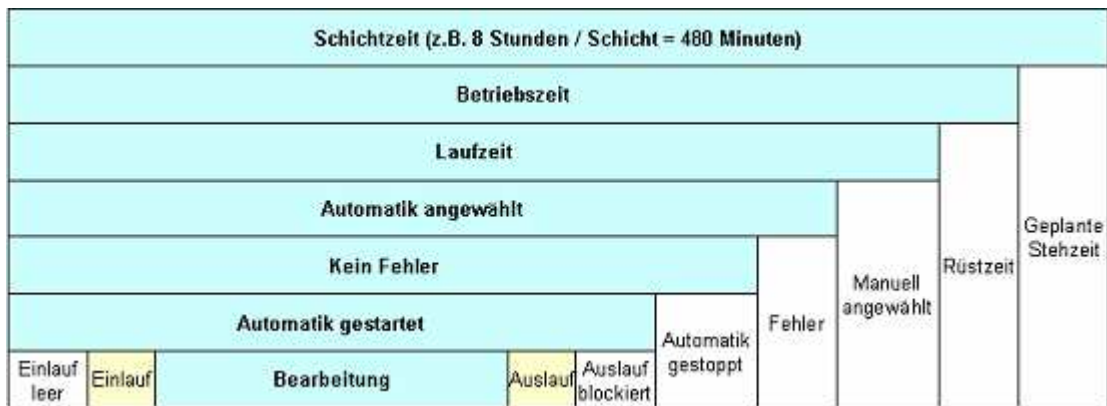 Schichtzeit (z.B. 8 Stunden / Schicht = 480 Minuten)
Betriebszeit
Laufzeit
Automatik angewählt
Kein Fehler
Automatik gestartet
Einlauf
leer
Einlauf
Bearbeitung
Auslauf
Auslauf
blockiert
Automatik
gestoppt
Fehler
Manuell
angewählt
Rüstzeit
Geplante
Stehzeit